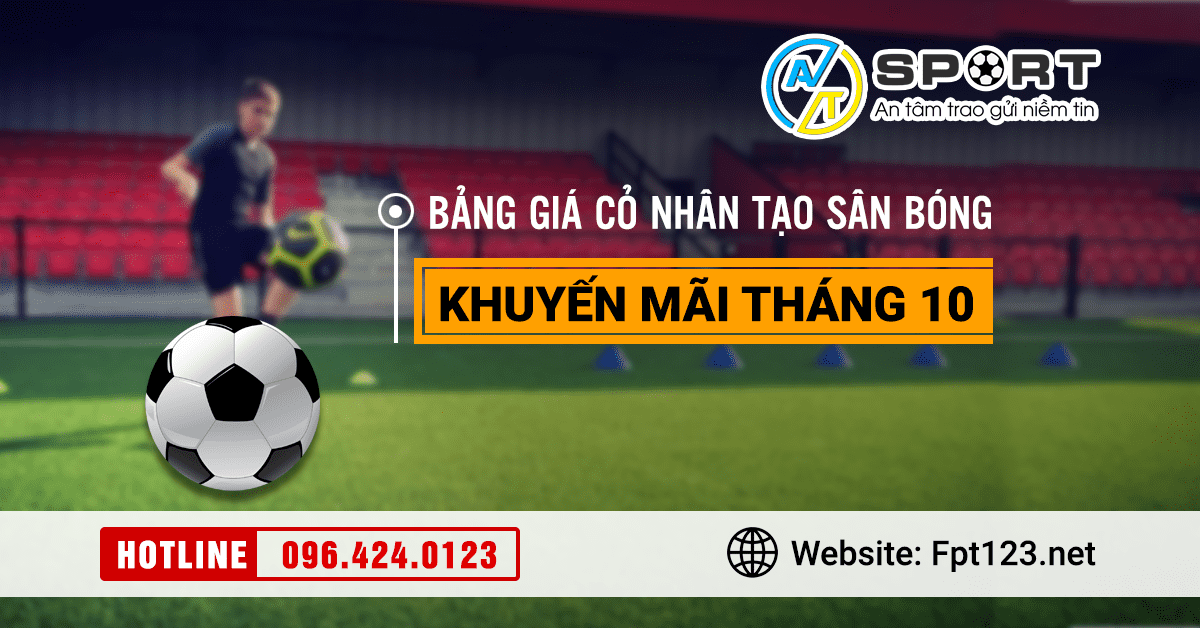 AT SPORT
An tâm trao gửi niềm tin
BẢNG GIÁ CỎ NHÂN TẠO SÂN BÓNG
KHUYẾN MÃI THÁNG 10
HOTLINE 096.424.0123
Website: Fpt123.net